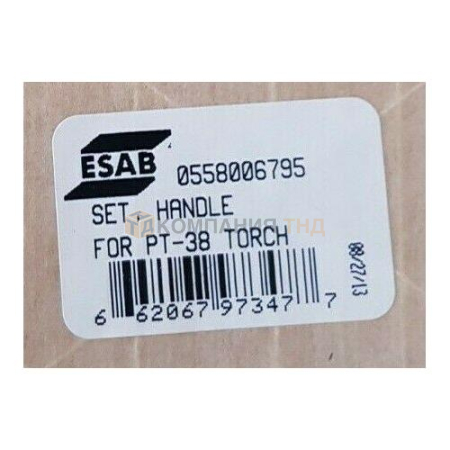 ESAB
0558006795
SET, HANDLE
КОМПАНИЯ ТНД
FOR PT-38 TORCH
08/27/13
6 62067 97347 7